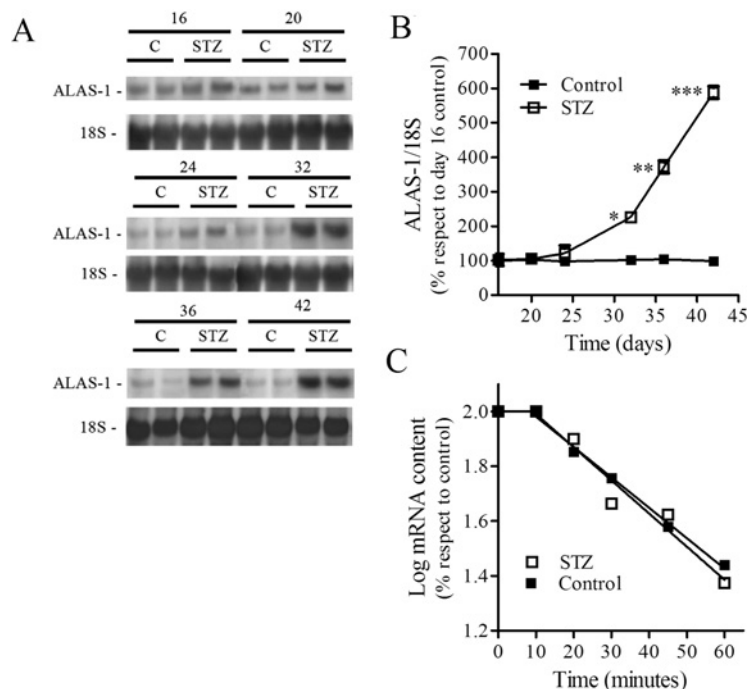 A
16 20
C STZ C STZ
ALAS-1 -
18S -
24 32
C STZ C STZ
ALAS-1 -
18S -
36 42
C STZ C STZ
ALAS-1 -
18S -
B
ALAS-1/18S
(% respect to day 16 control)
700
600
500
400
300
200
100
0
Control
STZ
*
**
***
20 25 30 35 40 45
Time (days)
C
Log mRNA content
(% respect to control)
2.0
1.8
1.6
1.4
1.2
STZ
Control
0 10 20 30 40 50 60
Time (minutes)